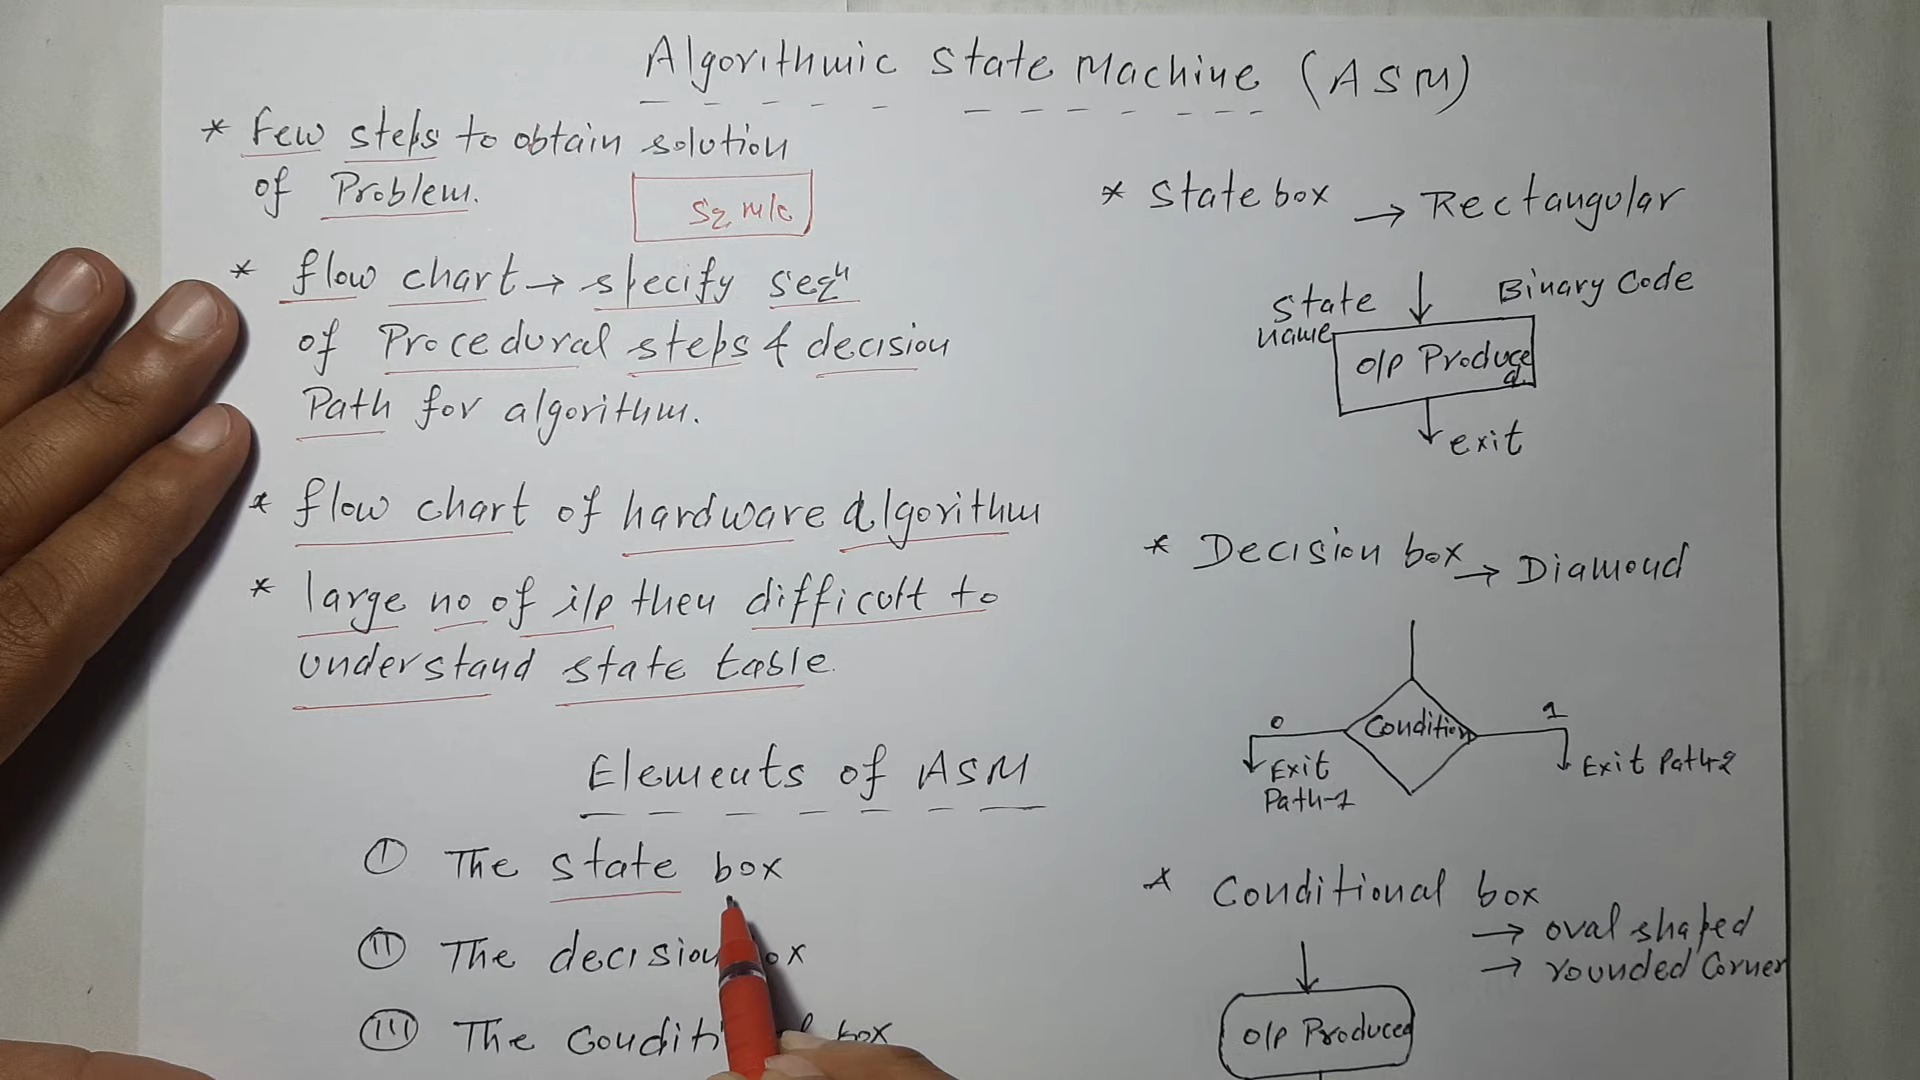 Algorithmic State Machine (ASM)
* Few steps to obtain solution
of Problem.
Sq m/c
* flow chart → specify seqⁿ
of Procedural steps & decision
Path for algorithm.
* flow chart of hardware algorithm
* large no of i/p then difficult to
understand state table.
Elements of ASM
I The state box
II The decision box
III The Condit box
* State box → Rectangular
State name
Binary Code
O/P Produced.
exit
* Decision box → Diamond
Condition
0
1
Exit Path-1
Exit Path-2
* Conditional box
→ oval shaped
→ rounded Corner
O/P Produced